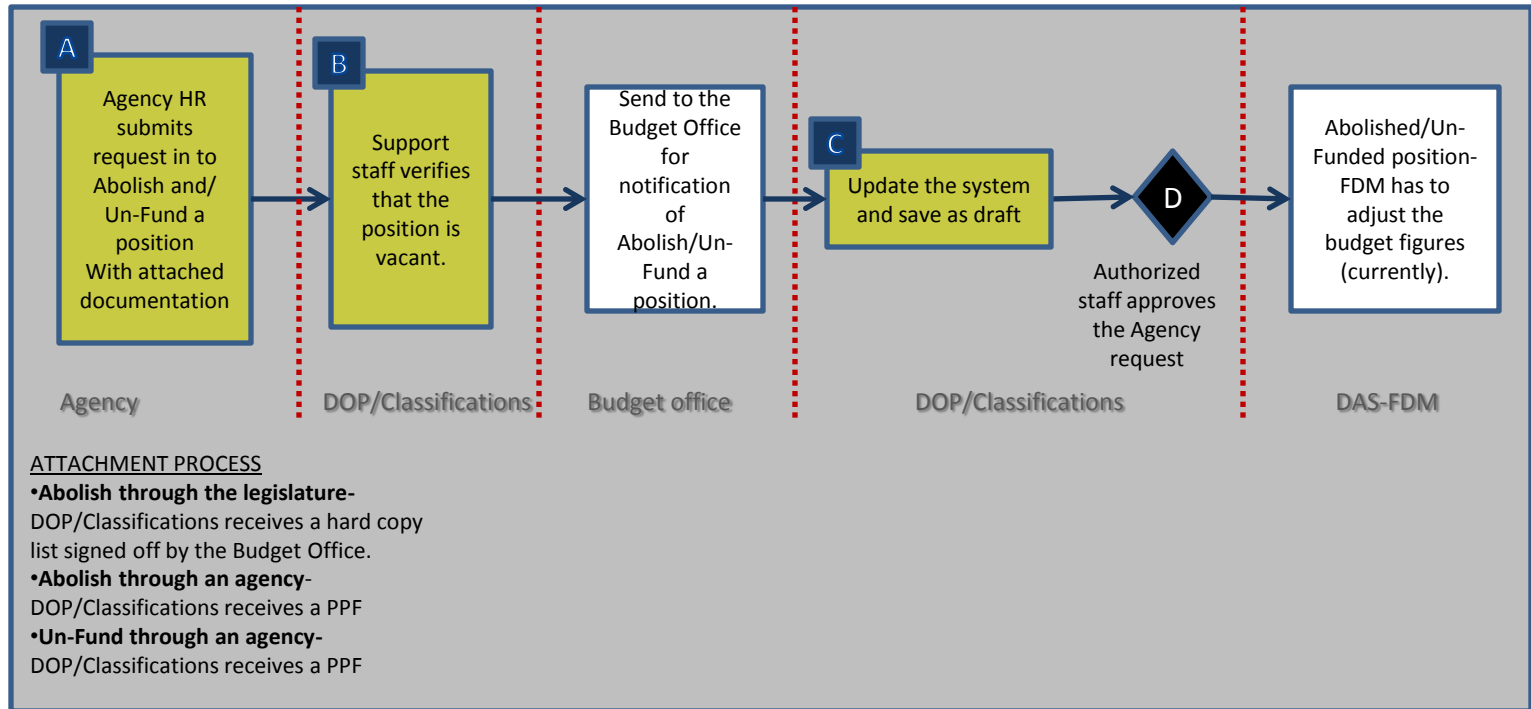 A
Agency HR
submits
request in to
Abolish and/
Un-Fund a
position
With attached
documentation
B
Support
staff verifies
that the
position is
vacant.
Send to the
Budget Office
for
notification
of
Abolish/Un-
Fund a
position.
C
Update the system
and save as draft
D
Authorized
staff approves
the Agency
request
Abolished/Un-
Funded position-
FDM has to
adjust the
budget figures
(currently).
Agency
DOP/Classifications
Budget office
DOP/Classifications
DAS-FDM
ATTACHMENT PROCESS
•Abolish through the legislature-
DOP/Classifications receives a hard copy
list signed off by the Budget Office.
•Abolish through an agency-
DOP/Classifications receives a PPF
•Un-Fund through an agency-
DOP/Classifications receives a PPF